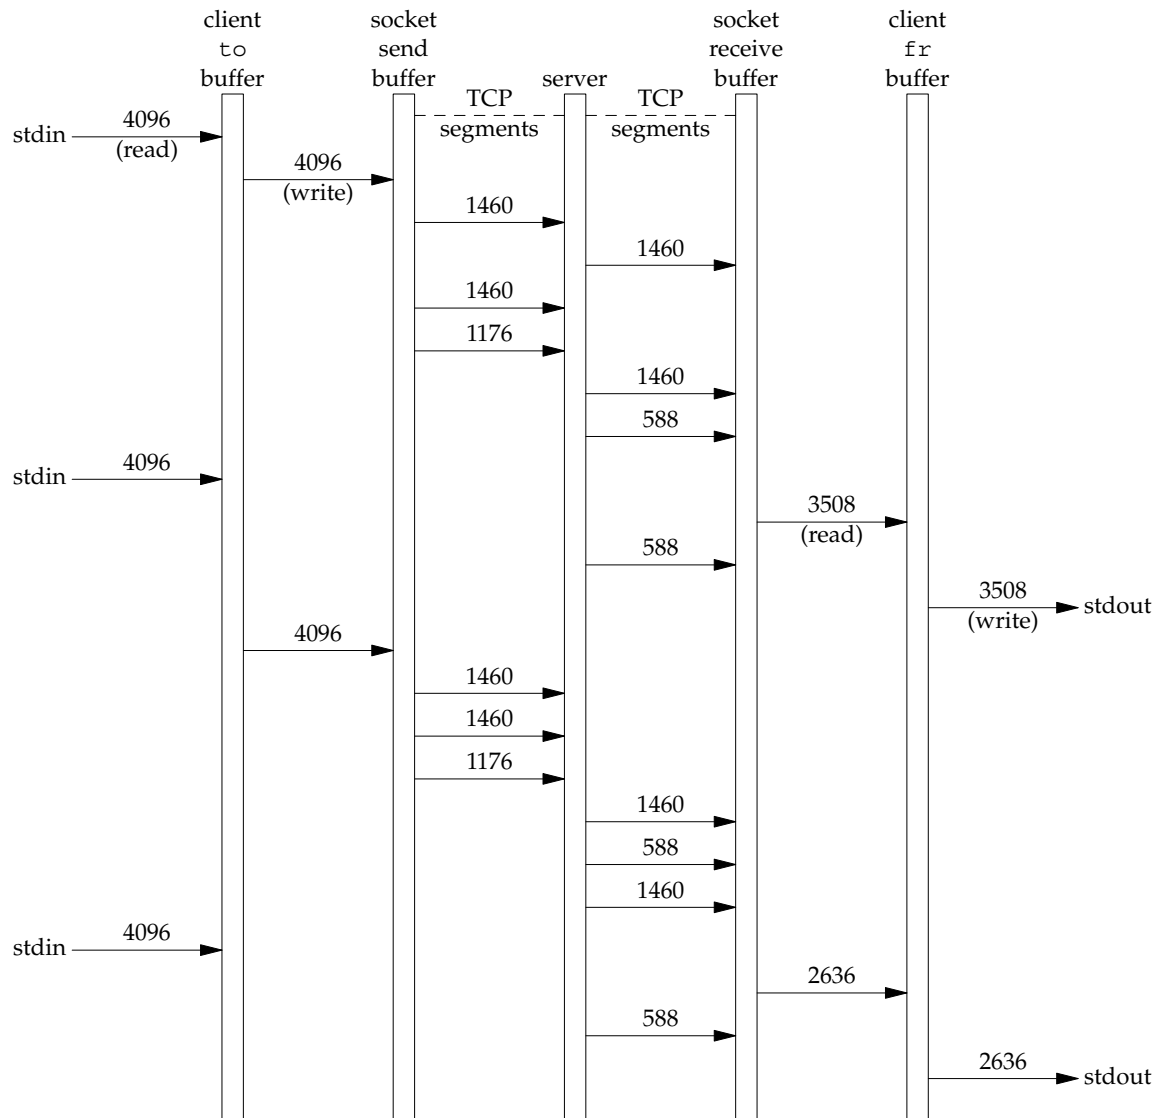 client
to
buffer
socket
send
buffer
server
socket
receive
buffer
client
fr
buffer
TCP
segments
TCP
segments
stdin
4096
(read)
4096
(write)
1460
1460
1460
1176
1460
588
stdin
4096
3508
(read)
588
3508
(write)
stdout
4096
1460
1460
1176
1460
588
1460
stdin
4096
2636
588
2636
stdout